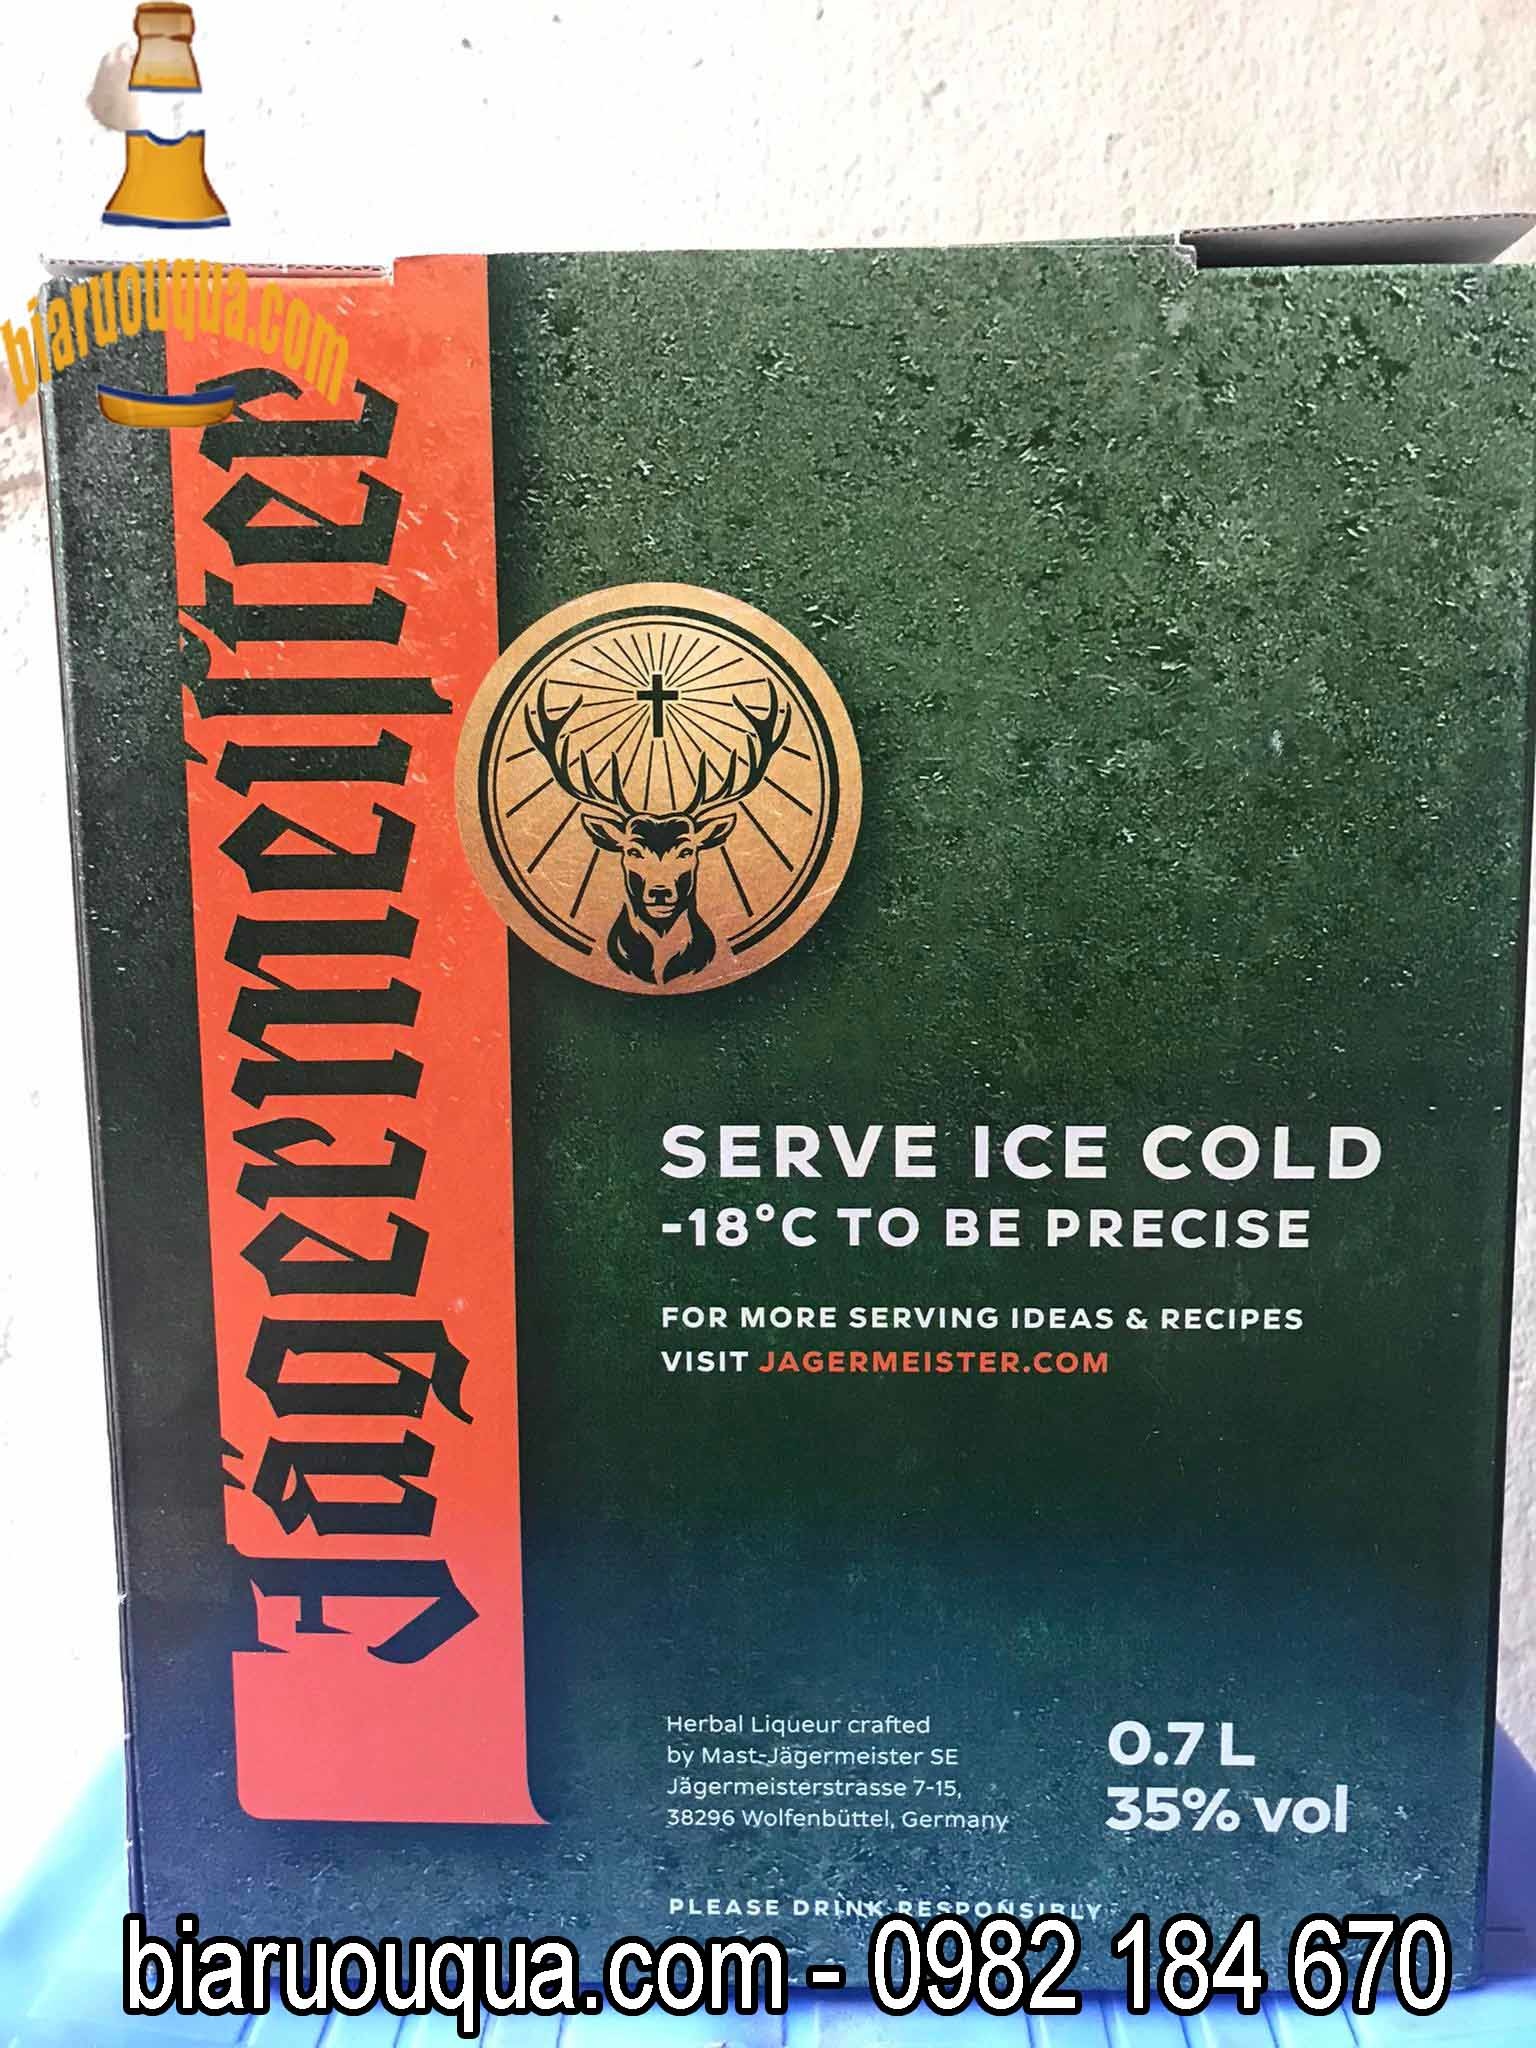 biaruouqua.com
Jägermeister
SERVE ICE COLD
-18°C TO BE PRECISE
FOR MORE SERVING IDEAS & RECIPES
VISIT JAGERMEISTER.COM
Herbal Liqueur crafted
by Mast-Jägermeister SE
Jägermeisterstrasse 7-15,
38296 Wolfenbüttel, Germany
0.7 L
35% vol
PLEASE DRINK RESPONSIBLY
biaruouqua.com - 0982 184 670